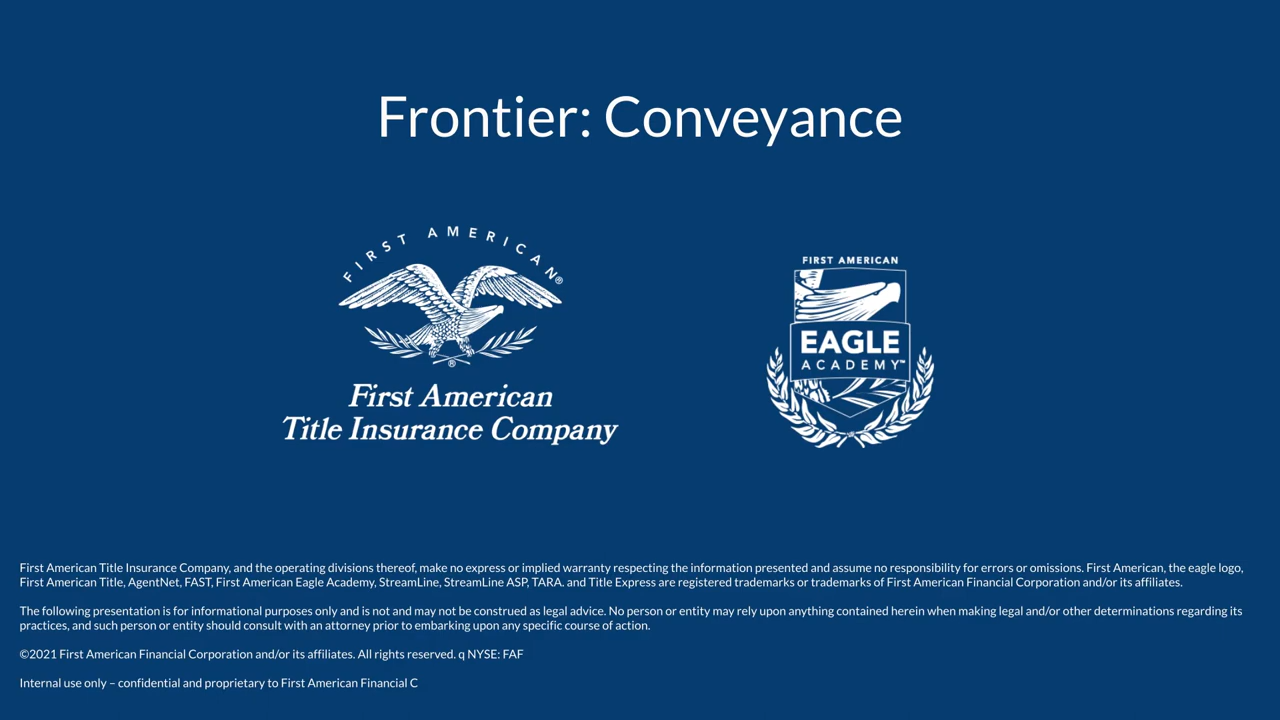 Frontier: Conveyance
FIRST AMERICAN®
®
First American
Title Insurance Company
FIRST AMERICAN
EAGLE
ACADEMY™
First American Title Insurance Company, and the operating divisions thereof, make no express or implied warranty respecting the information presented and assume no responsibility for errors or omissions. First American, the eagle logo,
First American Title, AgentNet, FAST, First American Eagle Academy, StreamLine, StreamLine ASP, TARA. and Title Express are registered trademarks or trademarks of First American Financial Corporation and/or its affiliates.
The following presentation is for informational purposes only and is not and may not be construed as legal advice. No person or entity may rely upon anything contained herein when making legal and/or other determinations regarding its
practices, and such person or entity should consult with an attorney prior to embarking upon any specific course of action.
©2021 First American Financial Corporation and/or its affiliates. All rights reserved. q NYSE: FAF
Internal use only – confidential and proprietary to First American Financial C